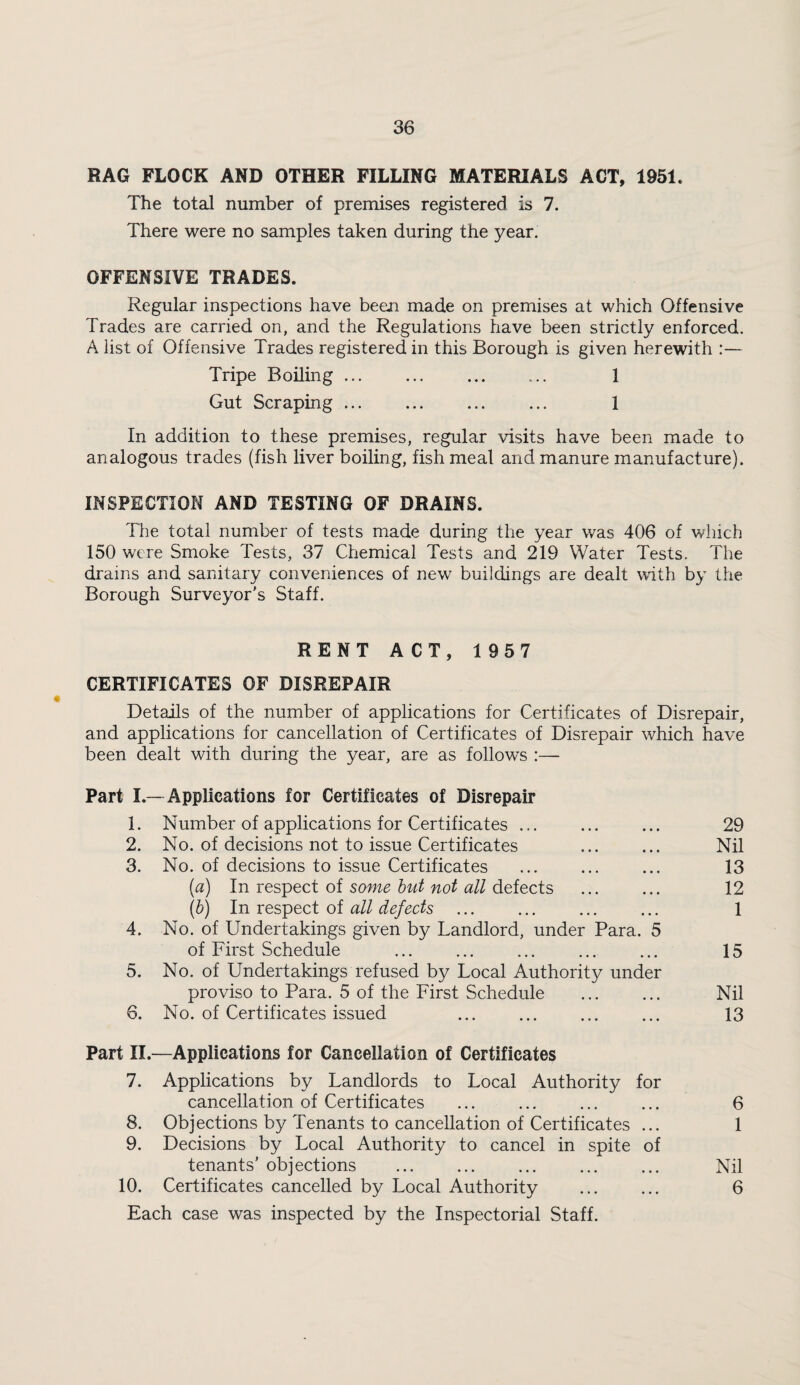 36
RAG FLOCK AND OTHER FILLING MATERIALS ACT, 1951.
The total number of premises registered is 7.
There were no samples taken during the year.
OFFENSIVE TRADES.
Regular inspections have been made on premises at which Offensive
Trades are carried on, and the Regulations have been strictly enforced.
A list of Offensive Trades registered in this Borough is given herewith :—
Tripe Boiling ... ... ... ... 1
Gut Scraping ... ... ... ... 1
In addition to these premises, regular visits have been made to
analogous trades (fish liver boiling, fish meal and manure manufacture).
INSPECTION AND TESTING OF DRAINS.
The total number of tests made during the year was 406 of which
150 were Smoke Tests, 37 Chemical Tests and 219 Water Tests. The
drains and sanitary conveniences of new buildings are dealt with by the
Borough Surveyor's Staff.
RENT ACT, 1957
CERTIFICATES OF DISREPAIR
Details of the number of applications for Certificates of Disrepair,
and applications for cancellation of Certificates of Disrepair which have
been dealt with during the year, are as follows :—
Part I.—Applications for Certificates of Disrepair
1. Number of applications for Certificates ... ... ... 29
2. No. of decisions not to issue Certificates ... ... Nil
3. No. of decisions to issue Certificates ... ... ... 13
(a) In respect of some but not all defects ... ... 12
(b) In respect of all defects ... ... ... ... 1
4. No. of Undertakings given by Landlord, under Para. 5
of First Schedule ... ... ... ... ... 15
5. No. of Undertakings refused by Local Authority under
proviso to Para. 5 of the First Schedule ... ... Nil
6. No. of Certificates issued ... ... ... ... 13
Part II.—Applications for Cancellation of Certificates
7. Applications by Landlords to Local Authority for
cancellation of Certificates ... ... ... ... 6
8. Objections by Tenants to cancellation of Certificates ... 1
9. Decisions by Local Authority to cancel in spite of
tenants' objections ... ... ... ... ... Nil
10. Certificates cancelled by Local Authority ... ... 6
Each case was inspected by the Inspectorial Staff.